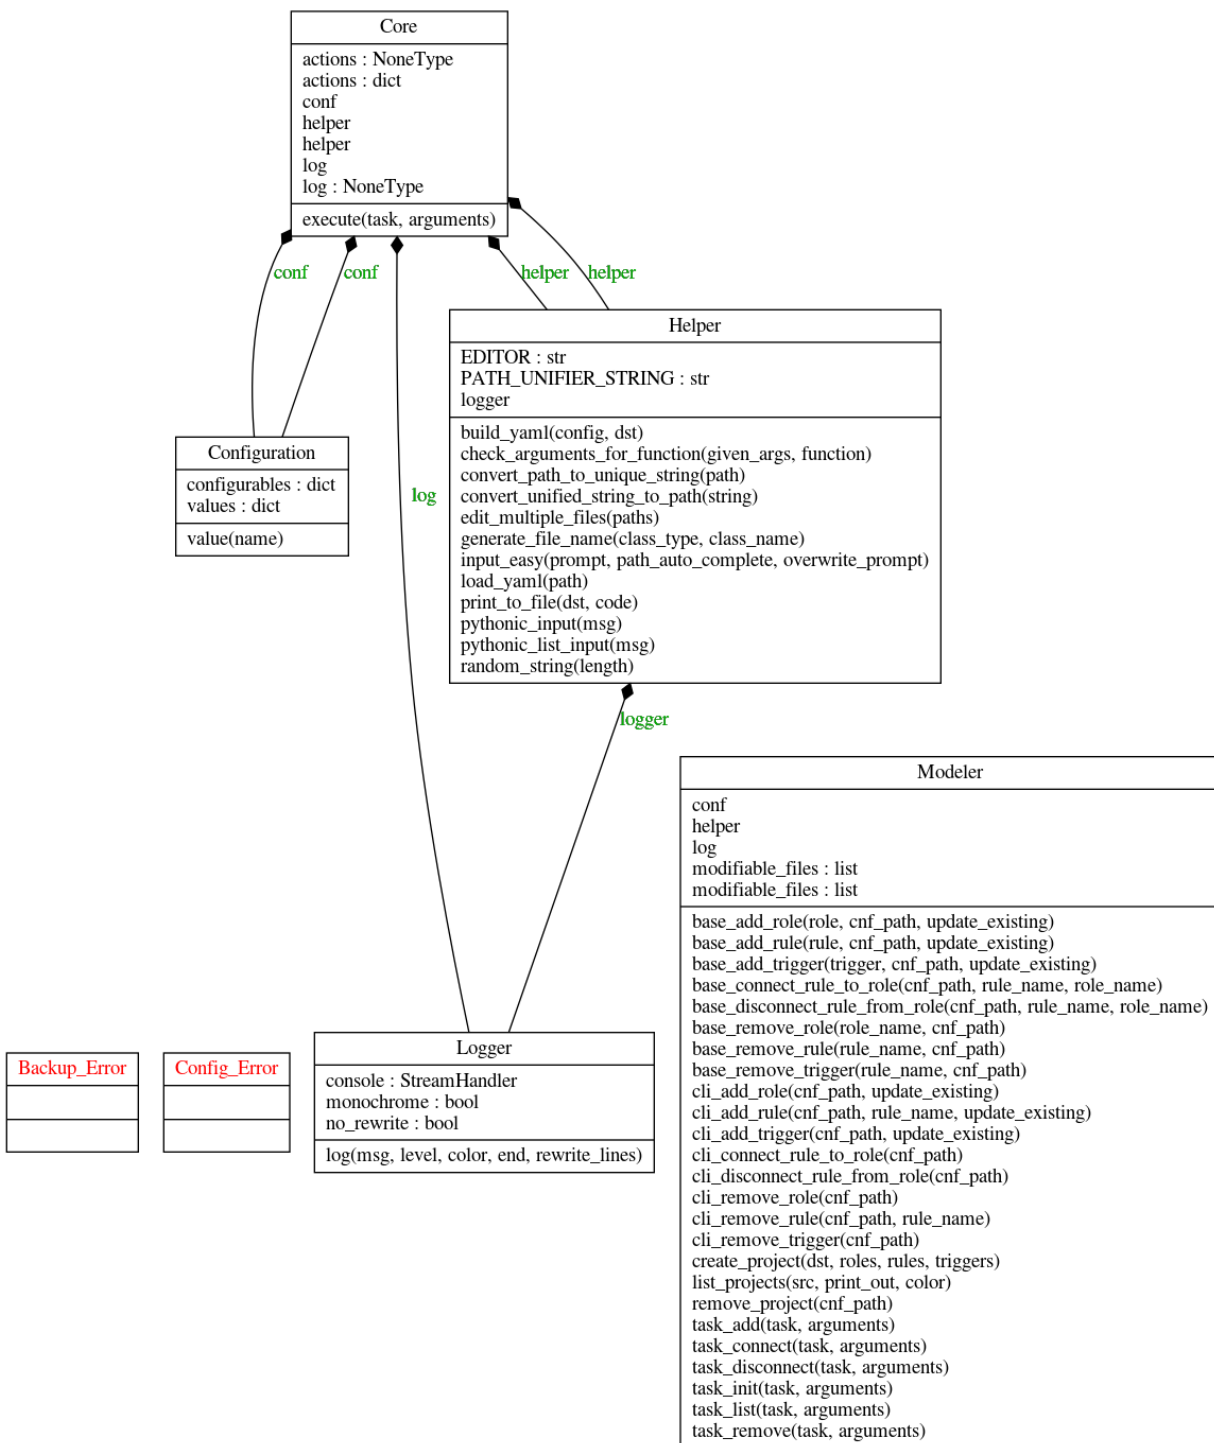 Core
actions : NoneType
actions : dict
conf
helper
helper
log
log : NoneType
execute(task, arguments)
conf
conf
helper
helper
Helper
EDITOR : str
PATH_UNIFIER_STRING : str
logger
build_yaml(config, dst)
check_arguments_for_function(given_args, function)
convert_path_to_unique_string(path)
convert_unified_string_to_path(string)
edit_multiple_files(paths)
generate_file_name(class_type, class_name)
input_easy(prompt, path_auto_complete, overwrite_prompt)
load_yaml(path)
print_to_file(dst, code)
pythonic_input(msg)
pythonic_list_input(msg)
random_string(length)
Configuration
configurables : dict
values : dict
value(name)
log
logger
Modeler
conf
helper
log
modifiable_files : list
modifiable_files : list
base_add_role(role, cnf_path, update_existing)
base_add_rule(rule, cnf_path, update_existing)
base_add_trigger(trigger, cnf_path, update_existing)
base_connect_rule_to_role(cnf_path, rule_name, role_name)
base_disconnect_rule_from_role(cnf_path, rule_name, role_name)
base_remove_role(role_name, cnf_path)
base_remove_rule(rule_name, cnf_path)
base_remove_trigger(rule_name, cnf_path)
cli_add_role(cnf_path, update_existing)
cli_add_rule(cnf_path, rule_name, update_existing)
cli_add_trigger(cnf_path, update_existing)
cli_connect_rule_to_role(cnf_path)
cli_disconnect_rule_from_role(cnf_path)
cli_remove_role(cnf_path)
cli_remove_rule(cnf_path, rule_name)
cli_remove_trigger(cnf_path)
create_project(dst, roles, rules, triggers)
list_projects(src, print_out, color)
remove_project(cnf_path)
task_add(task, arguments)
task_connect(task, arguments)
task_disconnect(task, arguments)
task_init(task, arguments)
task_list(task, arguments)
task_remove(task, arguments)
Backup_Error
Config_Error
Logger
console : StreamHandler
monochrome : bool
no_rewrite : bool
log(msg, level, color, end, rewrite_lines)